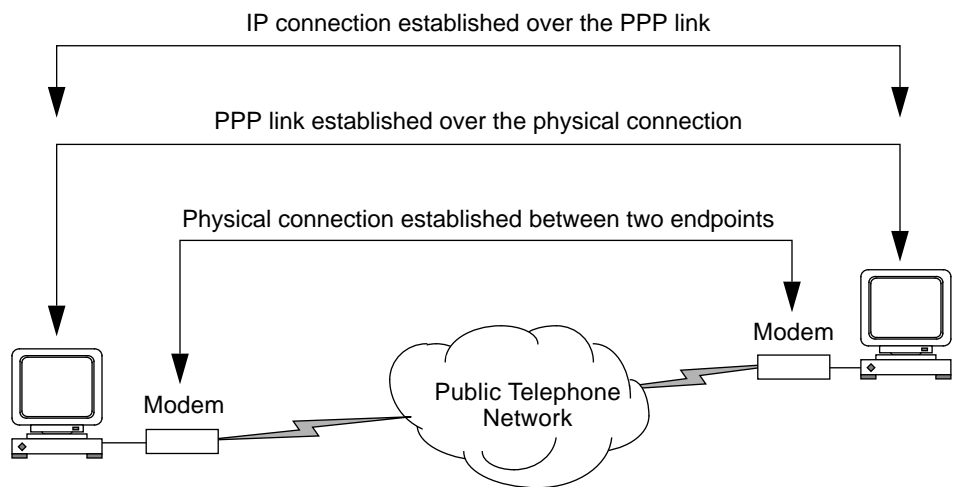 IP connection established over the PPP link
PPP link established over the physical connection
Physical connection established between two endpoints
Modem
Public Telephone
Network
Modem